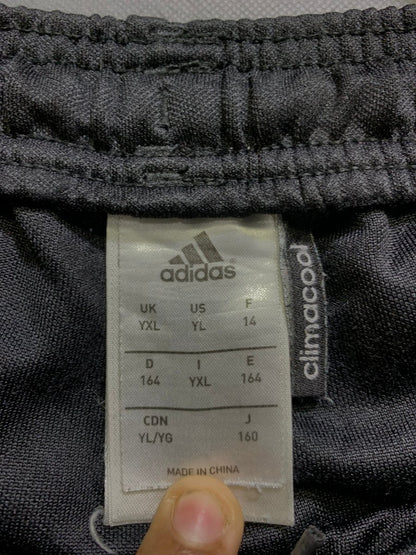 adidas
UK US F
YXL YL 14
D I E
164 YXL 164
CDN J
YL/YG 160
MADE IN CHINA
climacool